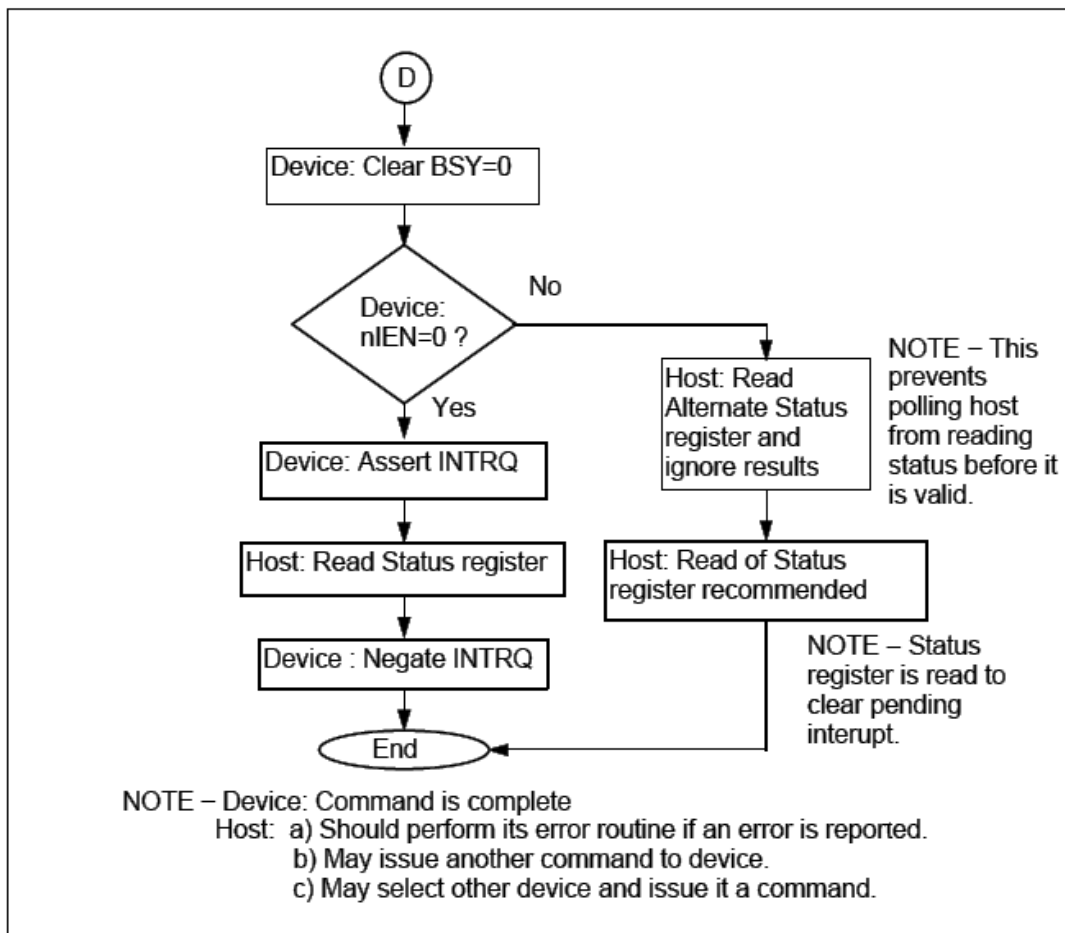 D
Device: Clear BSY=0
Device:
nIEN=0 ?
No
Yes
Host: Read
Alternate Status
register and
ignore results
NOTE – This
prevents
polling host
from reading
status before it
is valid.
Device: Assert INTRQ
Host: Read Status register
Host: Read of Status
register recommended
Device : Negate INTRQ
NOTE – Status
register is read to
clear pending
interupt.
End
NOTE – Device: Command is complete
Host: a) Should perform its error routine if an error is reported.
b) May issue another command to device.
c) May select other device and issue it a command.